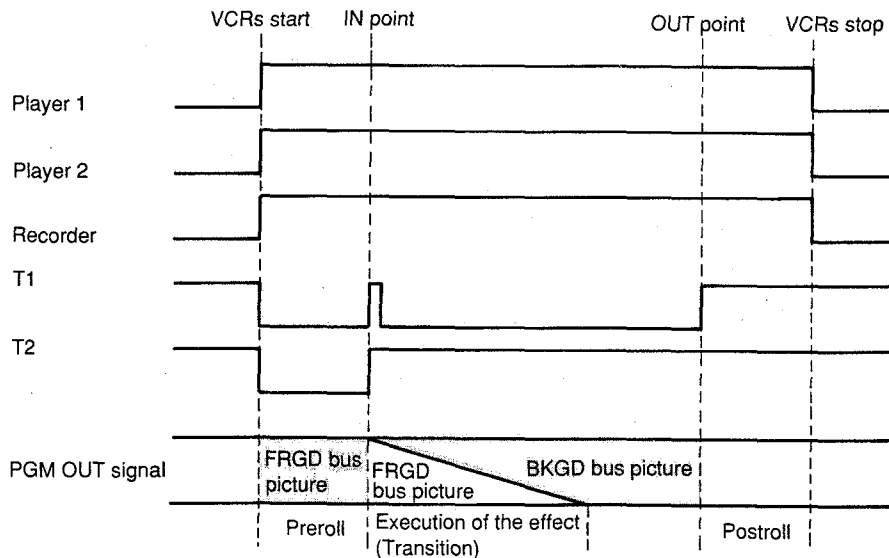 VCRs start IN point OUT point VCRs stop
Player 1
Player 2
Recorder
T1
T2
PGM OUT signal
FRGD bus
picture
FRGD
bus picture
BKGD bus picture
Preroll
Execution of the effect
(Transition)
Postroll